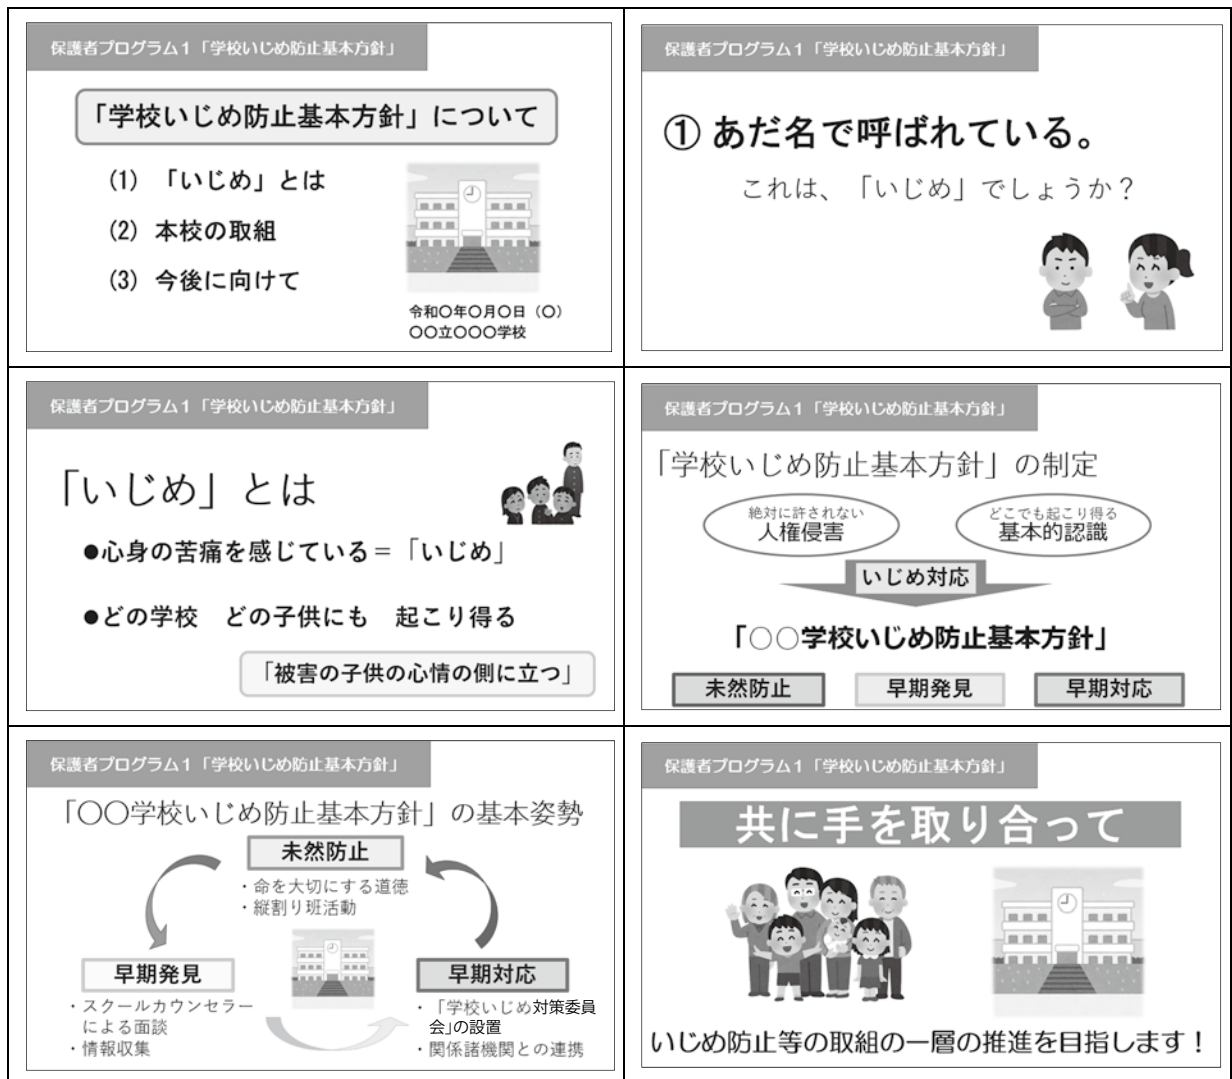 保護者プログラム1「学校いじめ防止基本方針」
「学校いじめ防止基本方針」について
(1) 「いじめ」とは
(2) 本校の取組
(3) 今後に向けて
令和〇年〇月〇日（〇）
〇〇立〇〇〇学校
保護者プログラム1「学校いじめ防止基本方針」
① あだ名で呼ばれている。
これは、「いじめ」でしょうか？
保護者プログラム1「学校いじめ防止基本方針」
「いじめ」とは
●心身の苦痛を感じている＝「いじめ」
●どの学校　どの子供にも　起こり得る
「被害の子供の心情の側に立つ」
保護者プログラム1「学校いじめ防止基本方針」
「学校いじめ防止基本方針」の制定
絶対に許されない
人権侵害
どこでも起こり得る
基本的認識
いじめ対応
「○○学校いじめ防止基本方針」
未然防止
早期発見
早期対応
保護者プログラム1「学校いじめ防止基本方針」
「〇〇学校いじめ防止基本方針」の基本姿勢
未然防止
・命を大切にする道徳
・縦割り班活動
早期発見
・スクールカウンセラー
による面談
・情報収集
早期対応
・「学校いじめ対策委員
会」の設置
・関係諸機関との連携
保護者プログラム1「学校いじめ防止基本方針」
共に手を取り合って
いじめ防止等の取組の一層の推進を目指します！